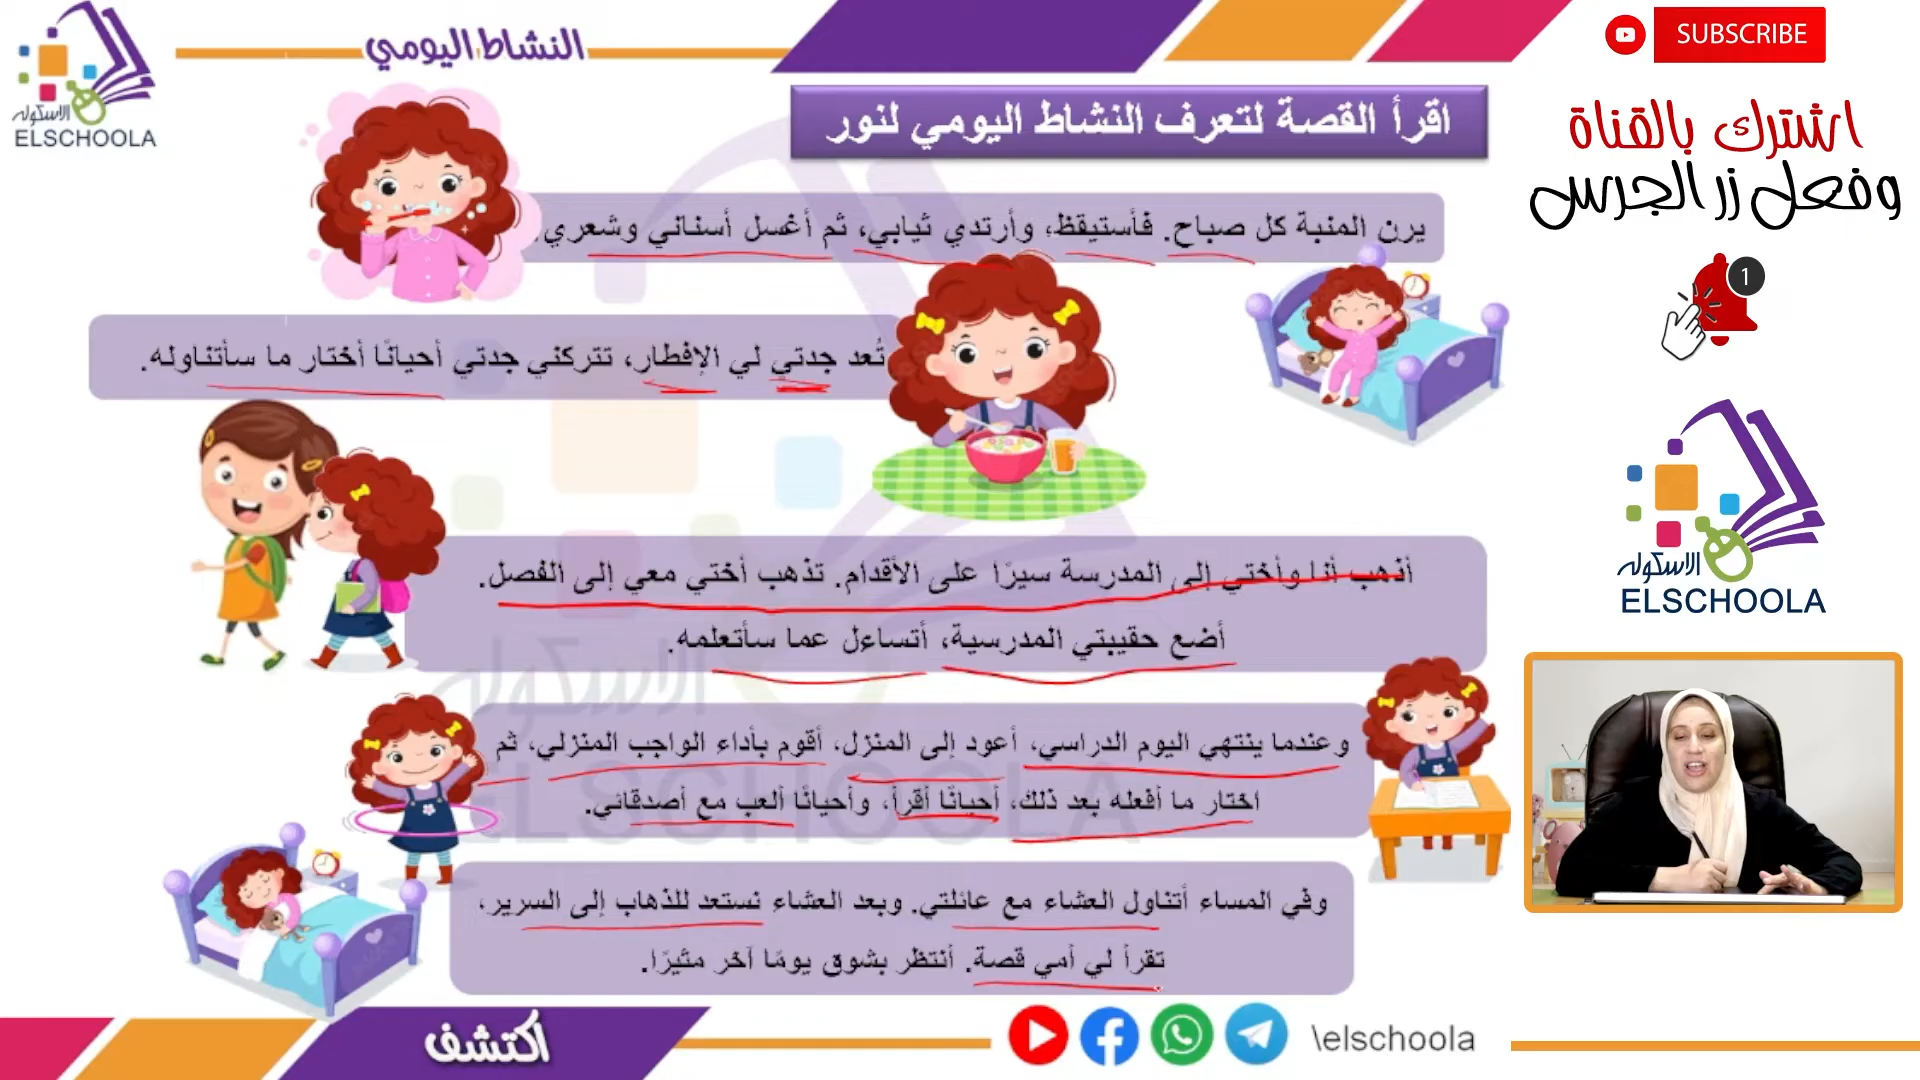 النشاط اليومي
الاسكوله
ELSCHOOLA
اقرأ القصة لتعرف النشاط اليومي لنور
يرن المنبة كل صباح. فأستيقظ، وأرتدي ثيابي، ثم أغسل أسناني وشعري.
تُعد جدتي لي الإفطار، تتركني جدتي أحيانًا أختار ما سأتناوله.
أذهب أنا وأختي إلى المدرسة سيرًا على الأقدام. تذهب أختي معي إلى الفصل.
أضع حقيبتي المدرسية، أتساءل عما سأتعلمه.
وعندما ينتهي اليوم الدراسي، أعود إلى المنزل، أقوم بأداء الواجب المنزلي، ثم
اختار ما أفعله بعد ذلك، أحيانًا أقرأ، وأحيانًا ألعب مع أصدقائي.
وفي المساء أتناول العشاء مع عائلتي. وبعد العشاء نستعد للذهاب إلى السرير،
تقرأ لي أمي قصة. أنتظر بشوق يومًا آخر مثيرًا.
الاسكوله
ELSCHOOLA
اكتشف
\elschoola
SUBSCRIBE
اشترك بالقناة
وفعل زر الجرس
1
الاسكوله
ELSCHOOLA